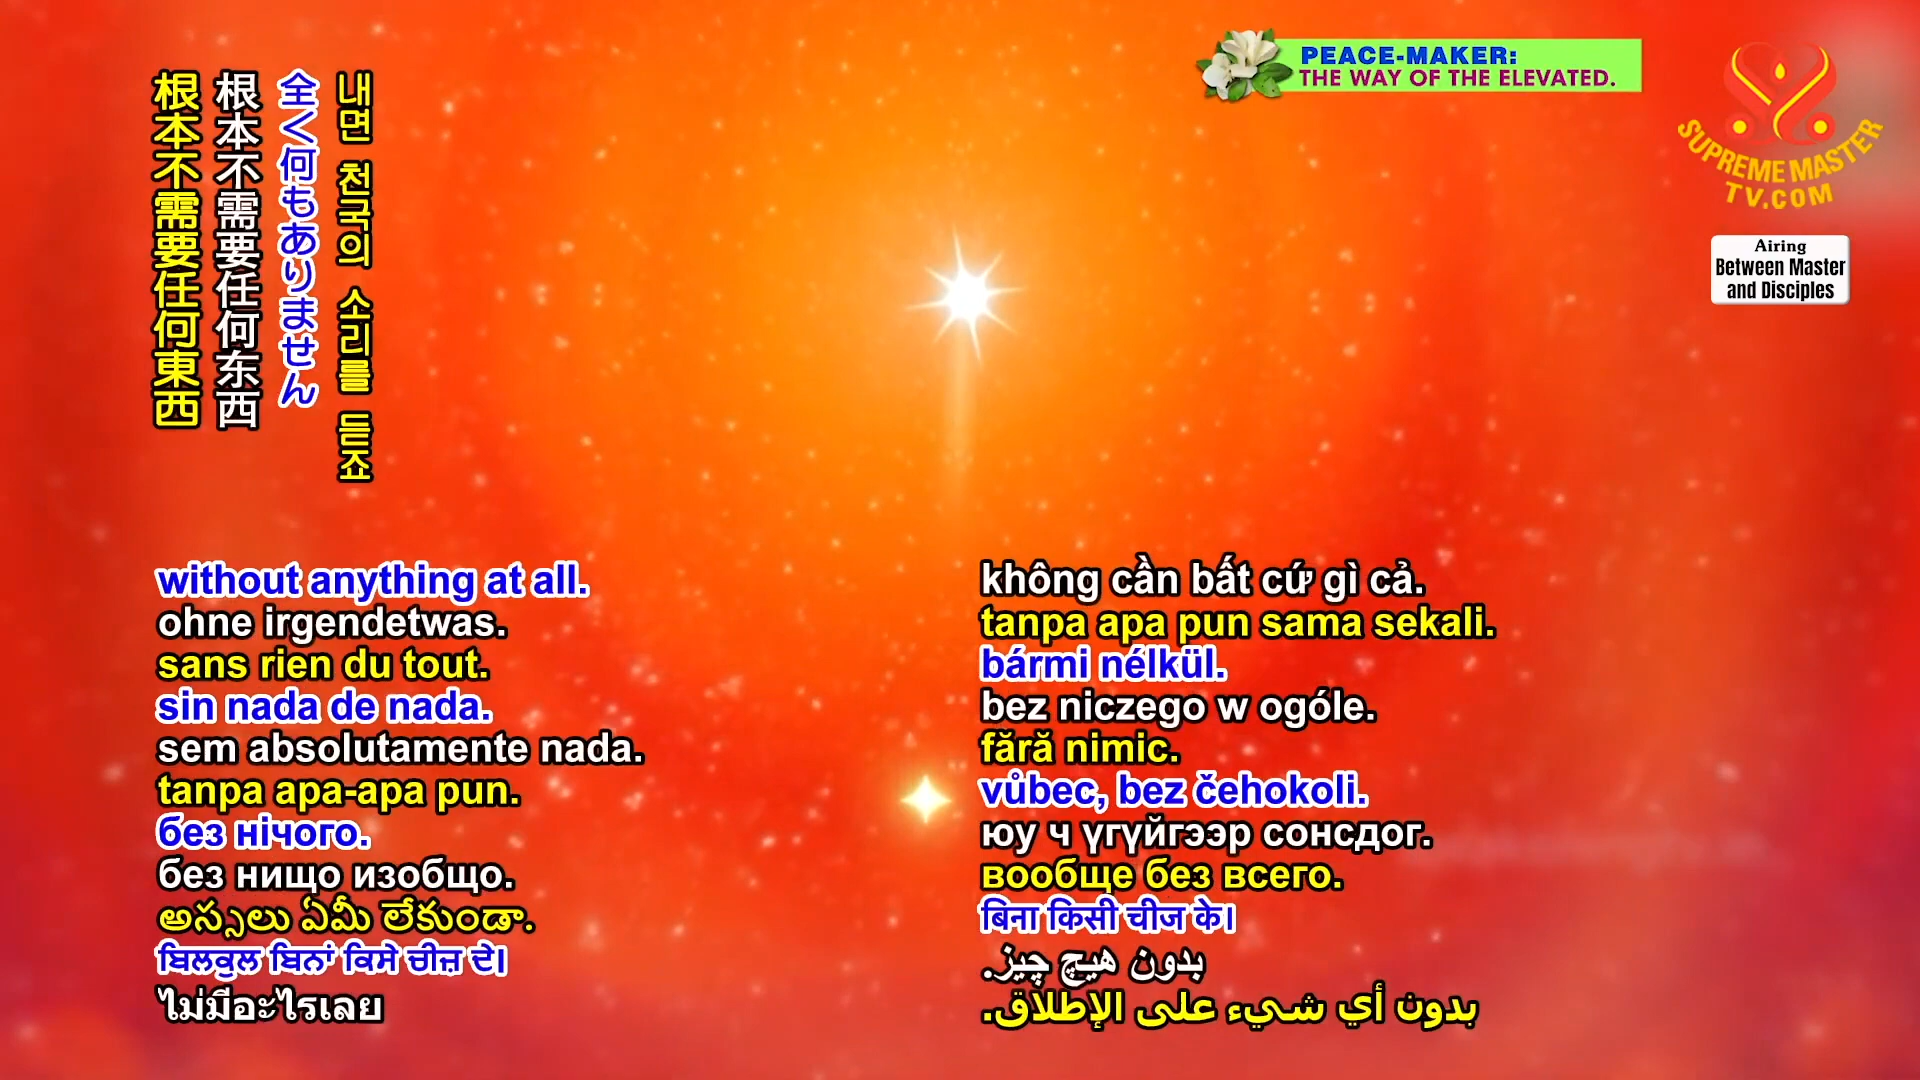 PEACE-MAKER:
THE WAY OF THE ELEVATED.
SUPREME MASTER
TV.COM
Airing
Between Master
and Disciples
根本不需要任何東西
根本不需要任何东西
全く何もありません
내면 천국의 소리를 듣죠
without anything at all.
ohne irgendetwas.
sans rien du tout.
sin nada de nada.
sem absolutamente nada.
tanpa apa-apa pun.
без нічого.
без нищо изобщо.
అస్సలు ఏమీ లేకుండా.
ਬਿਲਕੁਲ ਬਿਨਾਂ ਕਿਸੇ ਚੀਜ਼ ਦੇ।
ไม่มีอะไรเลย
không cần bất cứ gì cả.
tanpa apa pun sama sekali.
bármi nélkül.
bez niczego w ogóle.
fără nimic.
vůbec, bez čehokoli.
юу ч үгүйгээр сонсдог.
вообще без всего.
बिना किसी चीज के।
بدون هیچ چیز.
بدون أي شيء على الإطلاق.